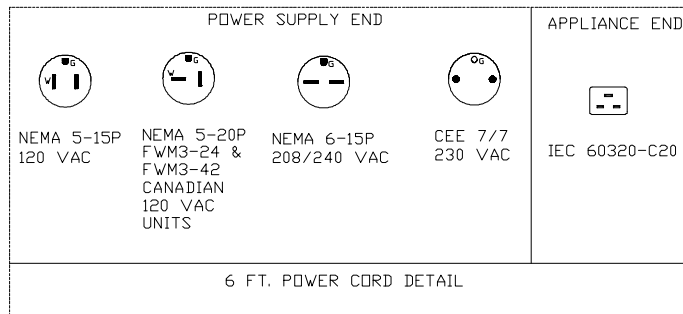 POWER SUPPLY END
APPLIANCE END
G
W
G
W
G
G
NEMA 5-15P
120 VAC
NEMA 5-20P
FWM3-24 &
FWM3-42
CANADIAN
120 VAC
UNITS
NEMA 6-15P
208/240 VAC
CEE 7/7
230 VAC
IEC 60320-C20
6 FT. POWER CORD DETAIL